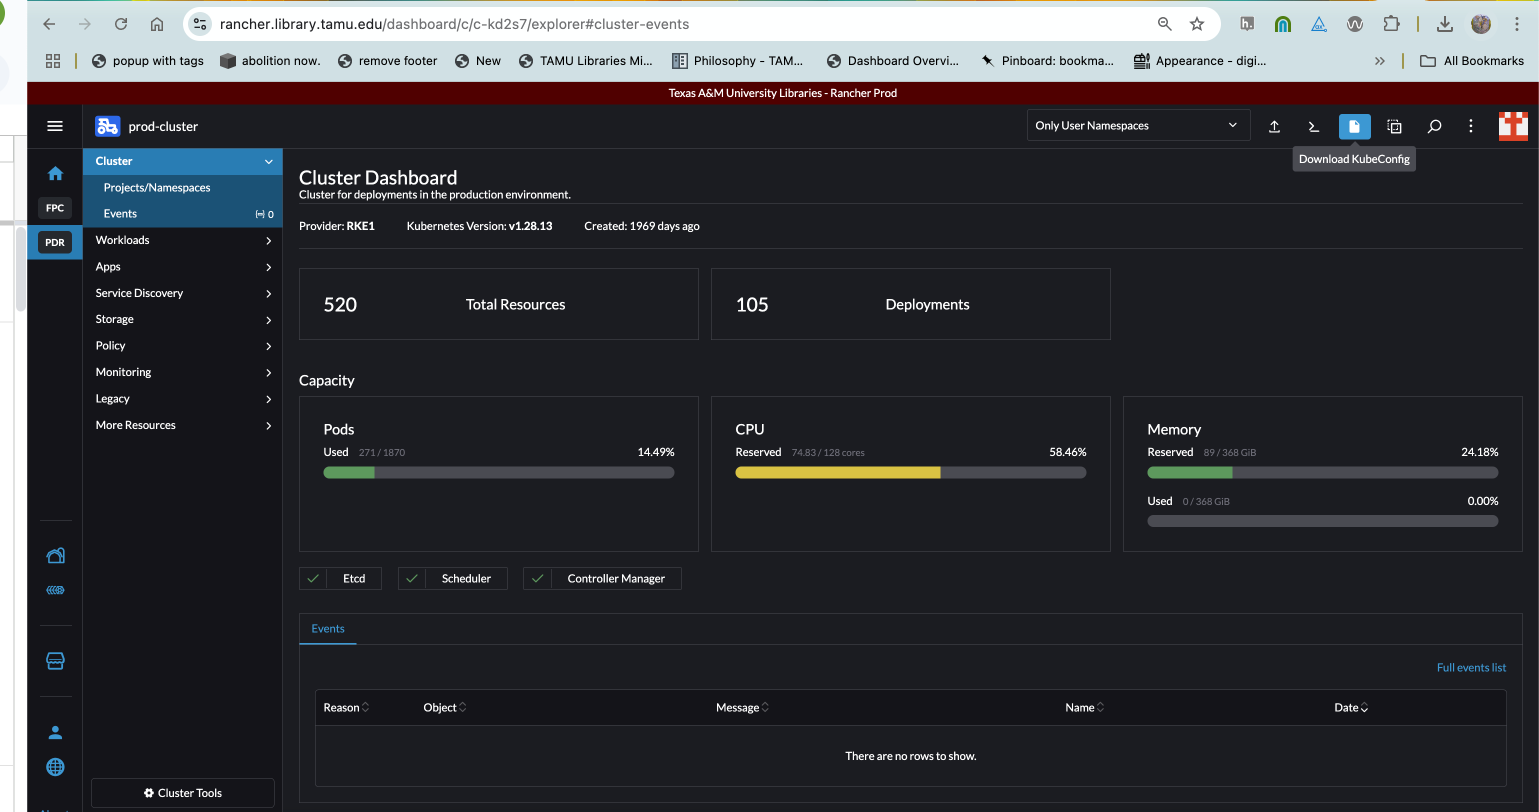 rancher.library.tamu.edu/dashboard/c/c-kd2s7/explorer#cluster-events
h.
popup with tags
abolition now.
remove footer
New
TAMU Libraries Mi...
Philosophy - TAM...
Dashboard Overvi...
Pinboard: bookma...
Appearance - digi...
»
All Bookmarks
Texas A&M University Libraries - Rancher Prod
prod-cluster
Only User Namespaces
Download KubeConfig
FPC
PDR
Cluster
Projects/Namespaces
Events 0
Workloads
Apps
Service Discovery
Storage
Policy
Monitoring
Legacy
More Resources
Cluster Tools
Cluster Dashboard
Cluster for deployments in the production environment.
Provider: RKE1 Kubernetes Version: v1.28.13 Created: 1969 days ago
520 Total Resources
105 Deployments
Capacity
Pods
Used 271 / 1870 14.49%
CPU
Reserved 74.83 / 128 cores 58.46%
Memory
Reserved 89 / 368 GiB 24.18%
Used 0 / 368 GiB 0.00%
Etcd
Scheduler
Controller Manager
Events
Full events list
Reason Object Message Name Date
There are no rows to show.